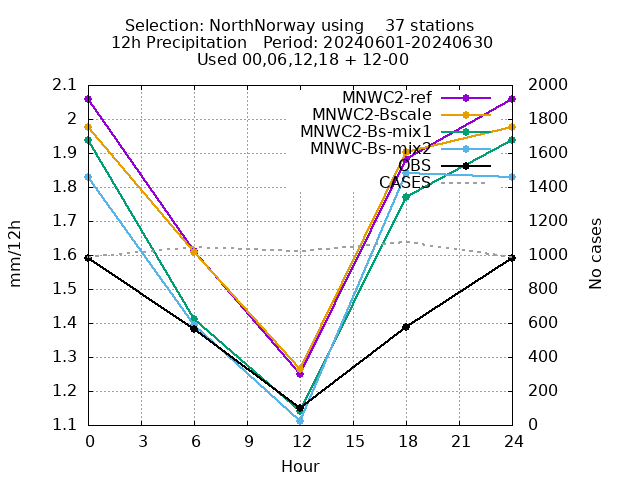 Selection: NorthNorway using    37 stations
12h Precipitation   Period: 20240601-20240630
Used 00,06,12,18 + 12-00
2.1
2
1.9
1.8
1.7
1.6
1.5
1.4
1.3
1.2
1.1
mm/12h
MNWC2-ref
MNWC2-Bscale
MNWC2-Bs-mix1
MNWC-Bs-mix2
OBS
CASES
2000
1800
1600
1400
1200
1000
800
600
400
200
0
No cases
0 3 6 9 12 15 18 21 24
Hour